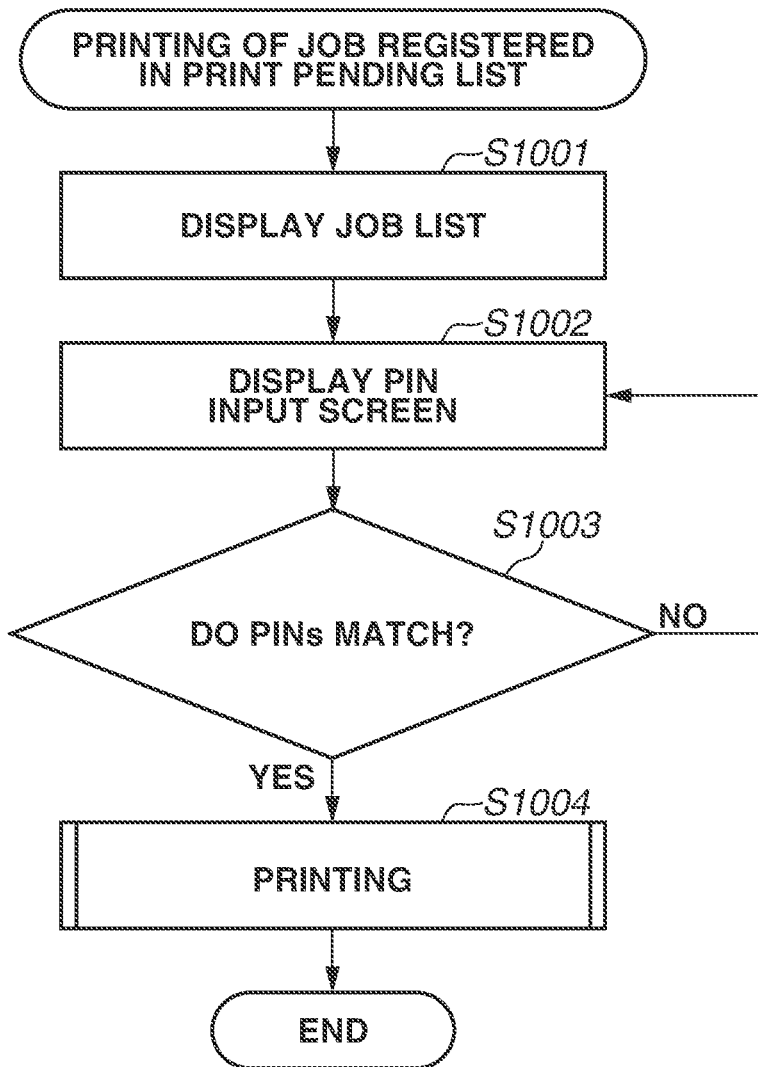 PRINTING OF JOB REGISTERED
IN PRINT PENDING LIST
S1001
DISPLAY JOB LIST
S1002
DISPLAY PIN
INPUT SCREEN
S1003
DO PINs MATCH?
NO
YES
S1004
PRINTING
END